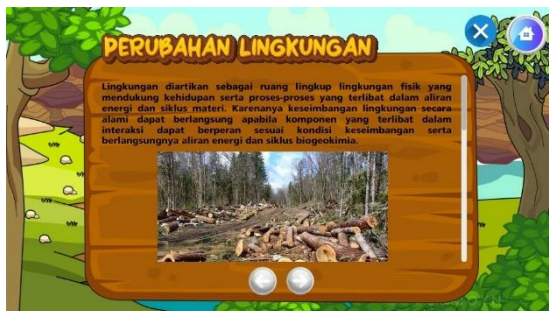 PERUBAHAN LINGKUNGAN
Lingkungan diartikan sebagai ruang lingkup lingkungan fisik yang
mendukung kehidupan serta proses-proses yang terlibat dalam aliran
energi dan siklus materi. Karenanya keseimbangan lingkungan secara
alami dapat berlangsung apabila komponen yang terlibat dalam
interaksi dapat berperan sesuai kondisi keseimbangan serta
berlangsungnya aliran energi dan siklus biogeokimia.